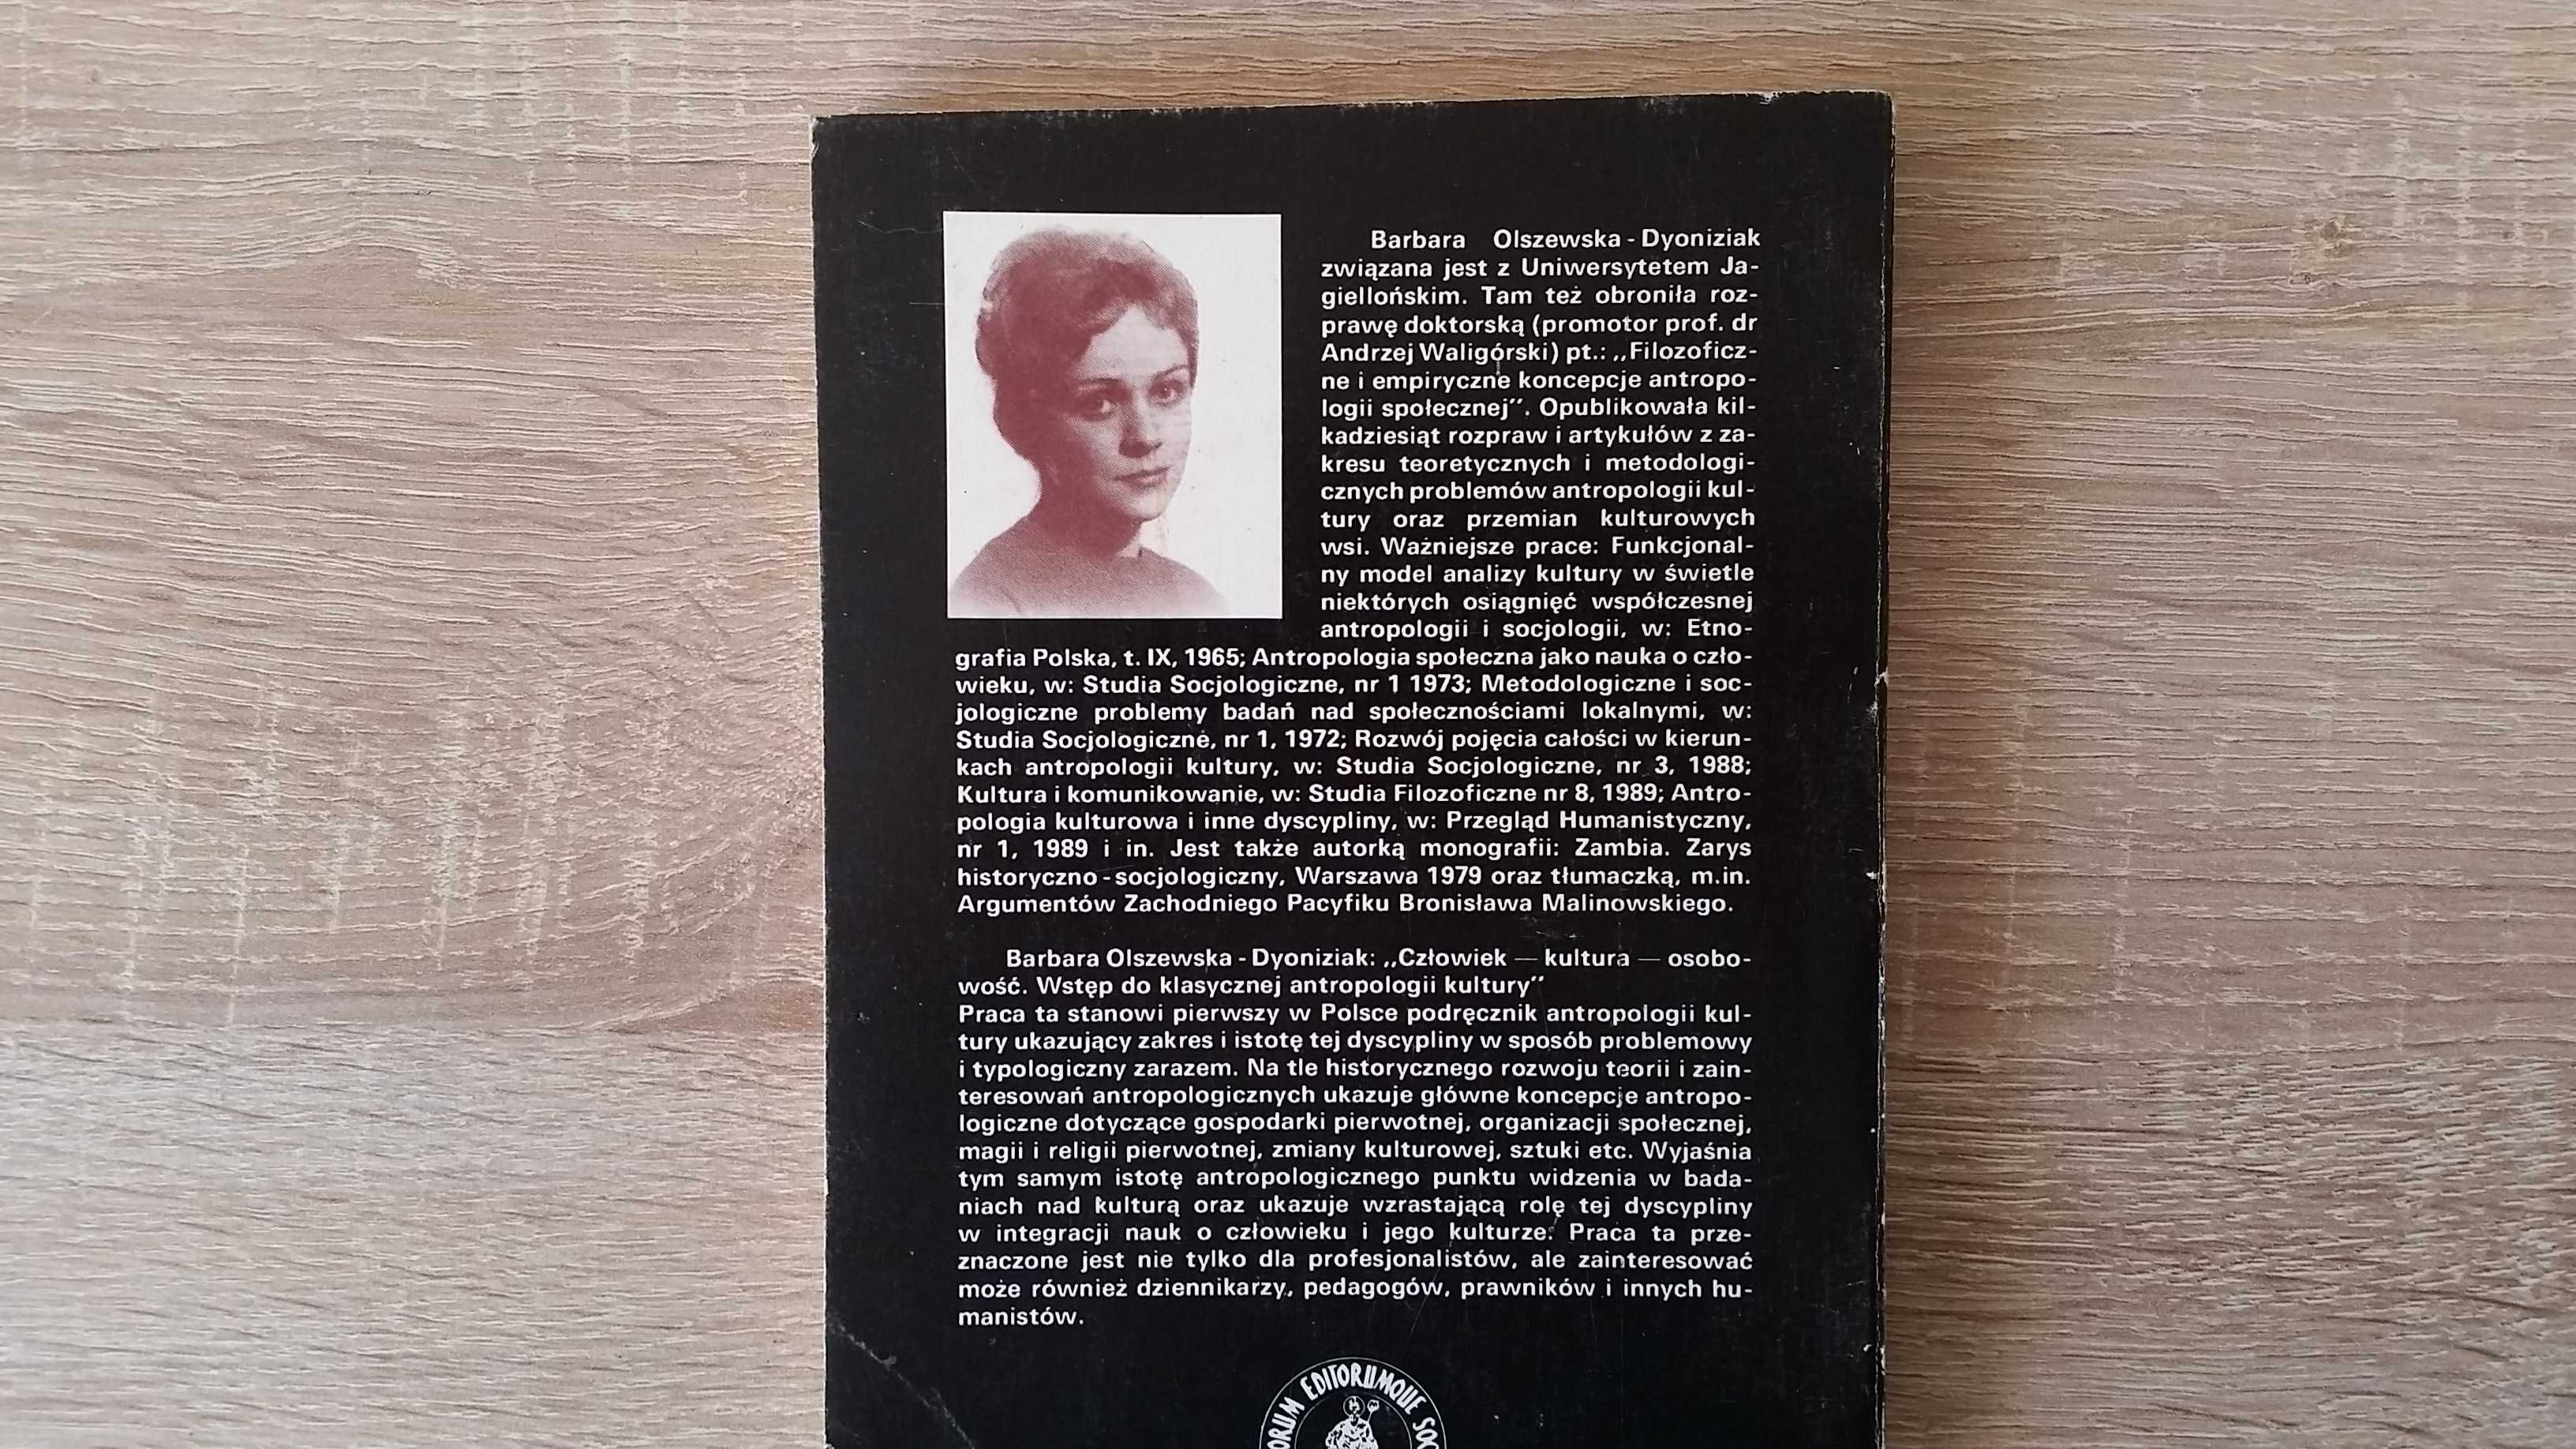 Barbara Olszewska - Dyoniziak
związana jest z Uniwersytetem Ja-
giellońskim. Tam też obroniła roz-
prawę doktorską (promotor prof. dr
Andrzej Waligórski) pt.: ,,Filozoficz-
ne i empiryczne koncepcje antropo-
logii społecznej". Opublikowała kil-
kadziesiąt rozpraw i artykułów z za-
kresu teoretycznych i metodologi-
cznych problemów antropologii kul-
tury oraz przemian kulturowych
wsi. Ważniejsze prace: Funkcjonal-
ny model analizy kultury w świetle
niektórych osiągnięć współczesnej
antropologii i socjologii, w: Etno-
grafia Polska, t. IX, 1965; Antropologia społeczna jako nauka o czło-
wieku, w: Studia Socjologiczne, nr 1 1973; Metodologiczne i soc-
jologiczne problemy badań nad społecznościami lokalnymi, w:
Studia Socjologiczne, nr 1, 1972; Rozwój pojęcia całości w kierun-
kach antropologii kultury, w: Studia Socjologiczne, nr 3, 1988;
Kultura i komunikowanie, w: Studia Filozoficzne nr 8, 1989; Antro-
pologia kulturowa i inne dyscypliny, w: Przegląd Humanistyczny,
nr 1, 1989 i in. Jest także autorką monografii: Zambia. Zarys
historyczno - socjologiczny, Warszawa 1979 oraz tłumaczką, m.in.
Argumentów Zachodniego Pacyfiku Bronisława Malinowskiego.
Barbara Olszewska - Dyoniziak: ,,Człowiek — kultura — osobo-
wość. Wstęp do klasycznej antropologii kultury"
Praca ta stanowi pierwszy w Polsce podręcznik antropologii kul-
tury ukazujący zakres i istotę tej dyscypliny w sposób problemowy
i typologiczny zarazem. Na tle historycznego rozwoju teorii i zain-
teresowań antropologicznych ukazuje główne koncepcje antropo-
logiczne dotyczące gospodarki pierwotnej, organizacji społecznej,
magii i religii pierwotnej, zmiany kulturowej, sztuki etc. Wyjaśnia
tym samym istotę antropologicznego punktu widzenia w bada-
niach nad kulturą oraz ukazuje wzrastającą rolę tej dyscypliny
w integracji nauk o człowieku i jego kulturze. Praca ta prze-
znaczone jest nie tylko dla profesjonalistów, ale zainteresować
może również dziennikarzy, pedagogów, prawników i innych hu-
manistów.
EDITORUMQUE